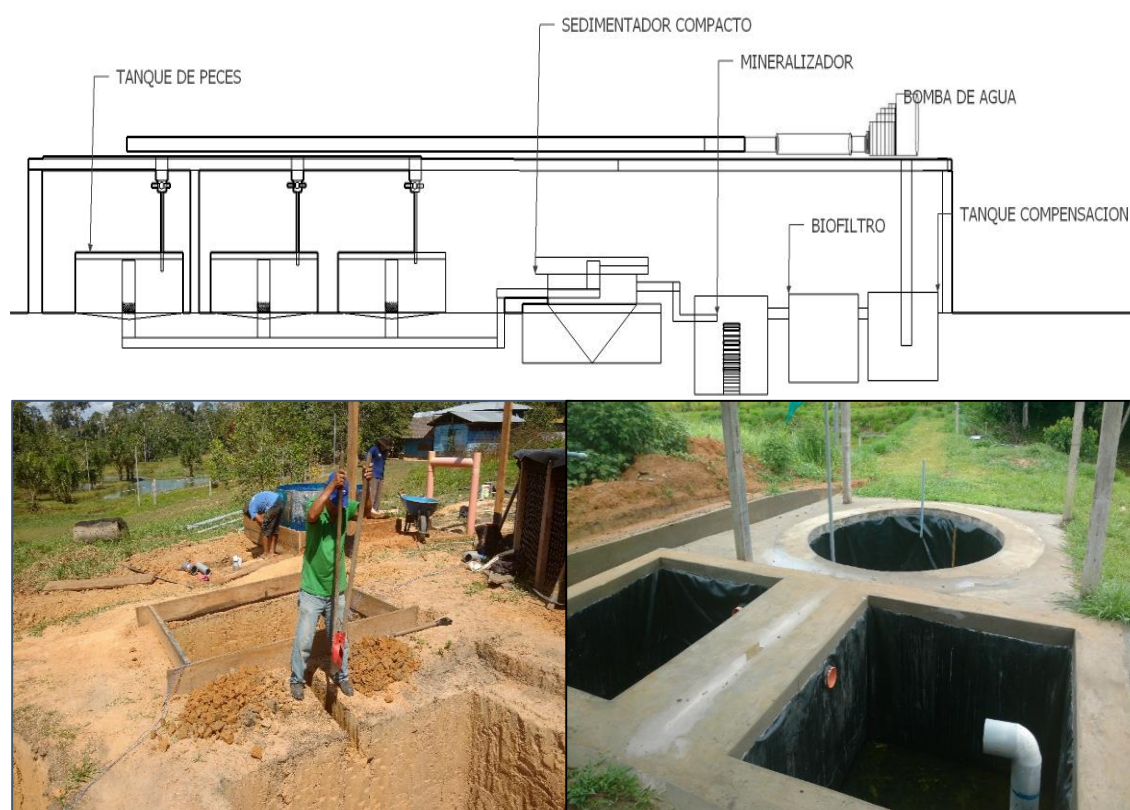 SEDIMENTADOR COMPACTO
MINERALIZADOR
TANQUE DE PECES
BOMBA DE AGUA
TANQUE COMPENSACION
BIOFILTRO